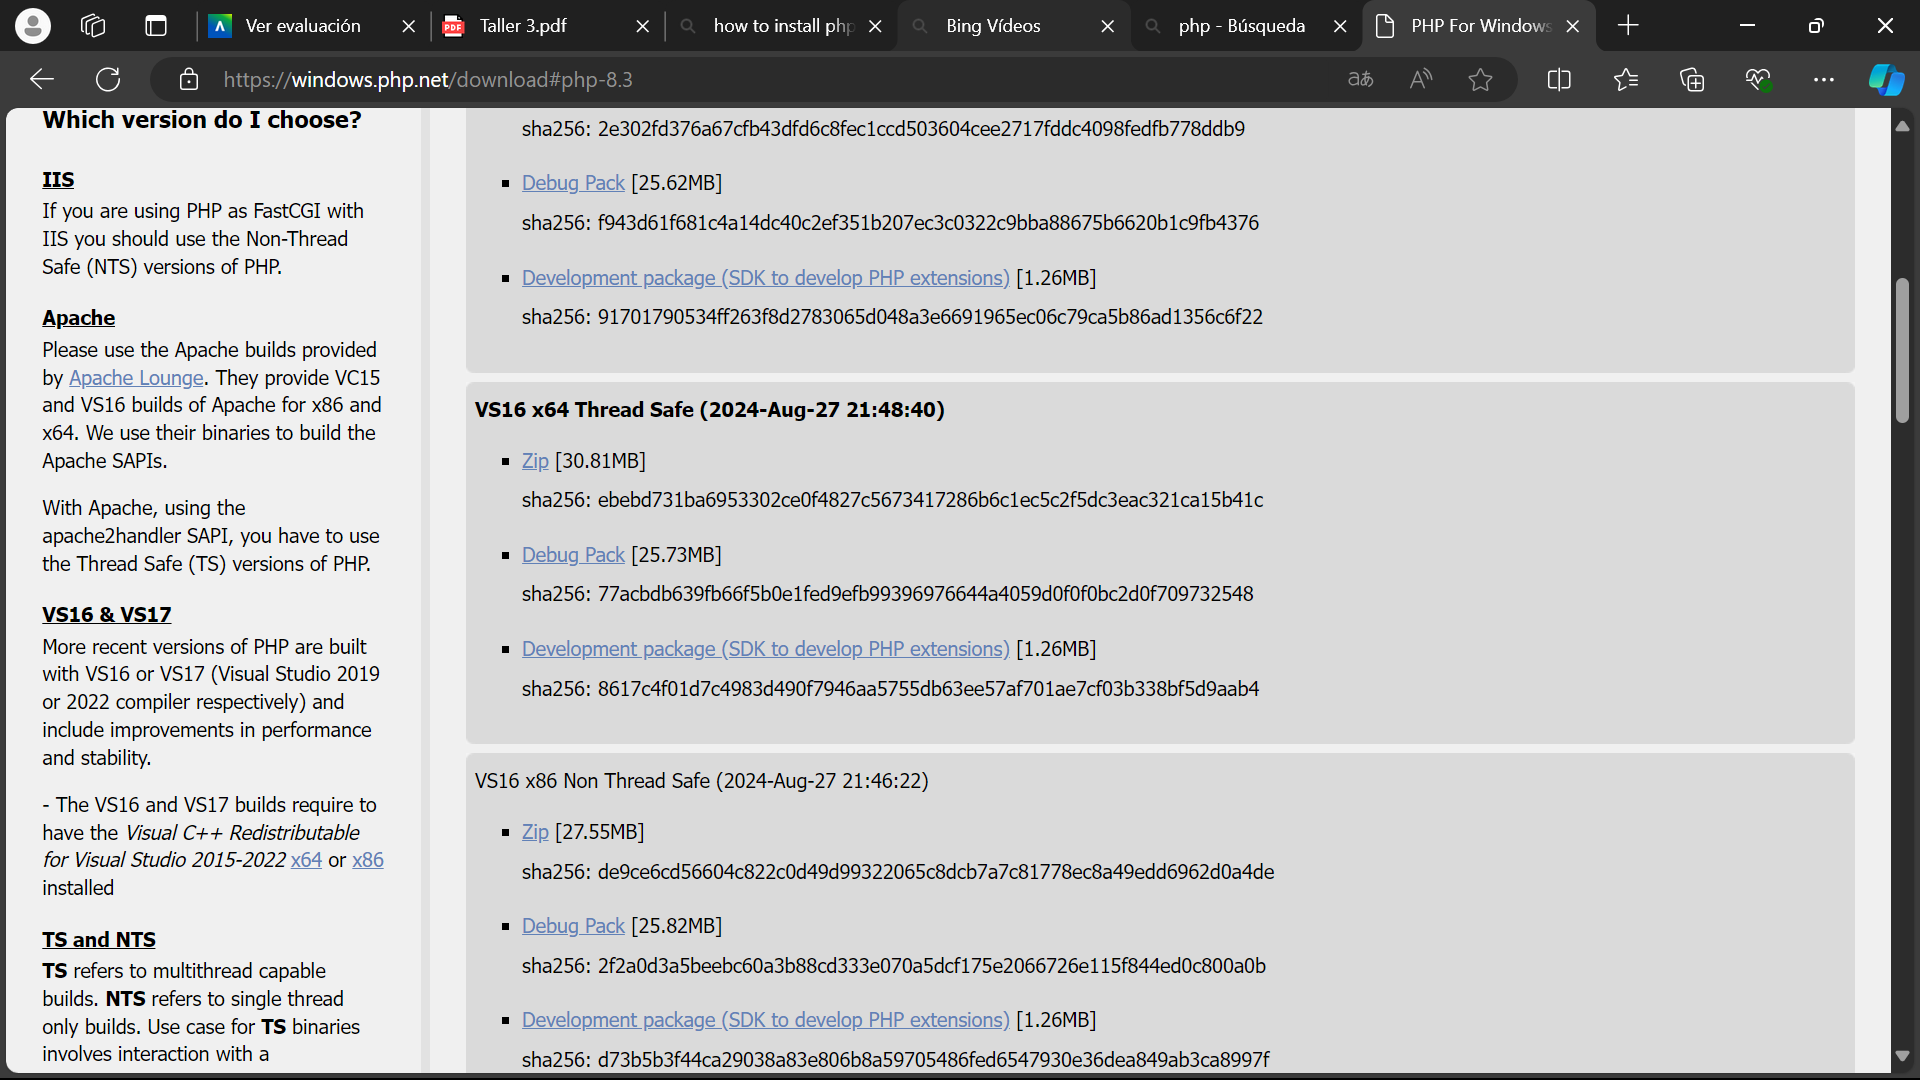 Ver evaluación
Taller 3.pdf
how to install php
Bing Vídeos
php - Búsqueda
PHP For Windows
https://windows.php.net/download#php-8.3
Which version do I choose?
IIS
If you are using PHP as FastCGI with
IIS you should use the Non-Thread
Safe (NTS) versions of PHP.
Apache
Please use the Apache builds provided
by Apache Lounge. They provide VC15
and VS16 builds of Apache for x86 and
x64. We use their binaries to build the
Apache SAPIs.
With Apache, using the
apache2handler SAPI, you have to use
the Thread Safe (TS) versions of PHP.
VS16 & VS17
More recent versions of PHP are built
with VS16 or VS17 (Visual Studio 2019
or 2022 compiler respectively) and
include improvements in performance
and stability.
- The VS16 and VS17 builds require to
have the Visual C++ Redistributable
for Visual Studio 2015-2022 x64 or x86
installed
TS and NTS
TS refers to multithread capable
builds. NTS refers to single thread
only builds. Use case for TS binaries
involves interaction with a
sha256: 2e302fd376a67cfb43dfd6c8fec1ccd503604cee2717fddc4098fedfb778ddb9
Debug Pack [25.62MB]
sha256: f943d61f681c4a14dc40c2ef351b207ec3c0322c9bba88675b6620b1c9fb4376
Development package (SDK to develop PHP extensions) [1.26MB]
sha256: 91701790534ff263f8d2783065d048a3e6691965ec06c79ca5b86ad1356c6f22
VS16 x64 Thread Safe (2024-Aug-27 21:48:40)
Zip [30.81MB]
sha256: ebebd731ba6953302ce0f4827c5673417286b6c1ec5c2f5dc3eac321ca15b41c
Debug Pack [25.73MB]
sha256: 77acbdb639fb66f5b0e1fed9efb99396976644a4059d0f0f0bc2d0f709732548
Development package (SDK to develop PHP extensions) [1.26MB]
sha256: 8617c4f01d7c4983d490f7946aa5755db63ee57af701ae7cf03b338bf5d9aab4
VS16 x86 Non Thread Safe (2024-Aug-27 21:46:22)
Zip [27.55MB]
sha256: de9ce6cd56604c822c0d49d99322065c8dcb7a7c81778ec8a49edd6962d0a4de
Debug Pack [25.82MB]
sha256: 2f2a0d3a5beebc60a3b88cd333e070a5dcf175e2066726e115f844ed0c800a0b
Development package (SDK to develop PHP extensions) [1.26MB]
sha256: d73b5b3f44ca29038a83e806b8a59705486fed6547930e36dea849ab3ca8997f